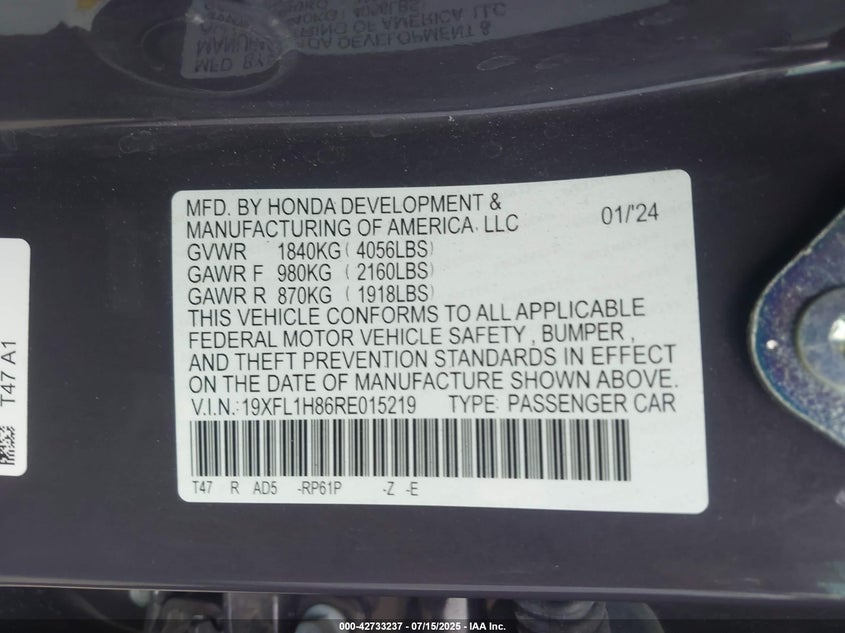 MFD. BY HONDA DEVELOPMENT &
MANUFACTURING OF AMERICA, LLC
01/'24
GVWR 1840KG ( 4056LBS)
GAWR F 980KG ( 2160LBS)
GAWR R 870KG ( 1918LBS)
THIS VEHICLE CONFORMS TO ALL APPLICABLE
FEDERAL MOTOR VEHICLE SAFETY , BUMPER ,
AND THEFT PREVENTION STANDARDS IN EFFECT
ON THE DATE OF MANUFACTURE SHOWN ABOVE.
V.I.N.: 19XFL1H86RE015219 TYPE: PASSENGER CAR
T47 R AD5 -RP61P -Z -E
T47 A1
000-42733237 - 07/15/2025 - IAA Inc.